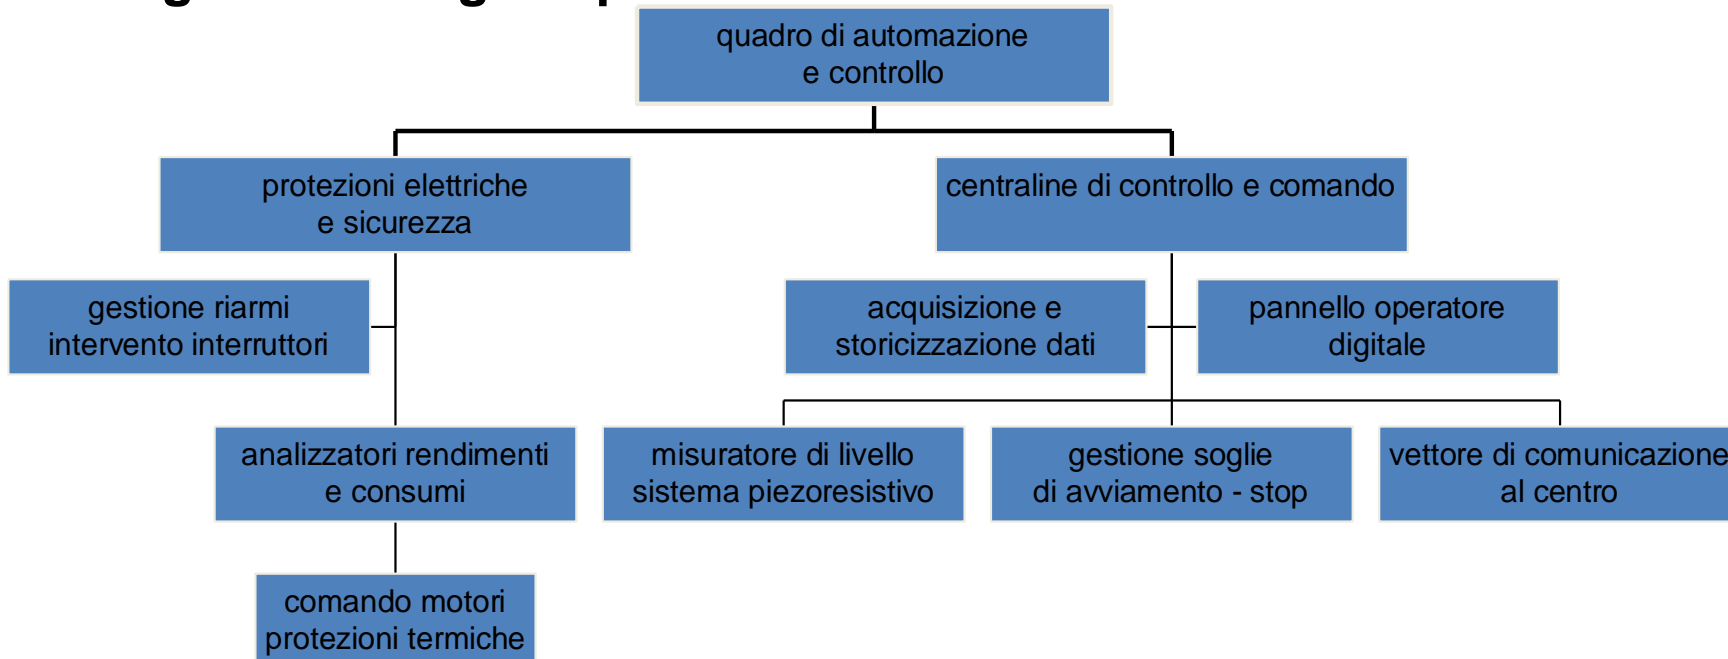 quadro di automazione
e controllo
protezioni elettriche
e sicurezza
centraline di controllo e comando
gestione riarmi
intervento interruttori
acquisizione e
storicizzazione dati
pannello operatore
digitale
analizzatori rendimenti
e consumi
misuratore di livello
sistema piezoresistivo
gestione soglie
di avviamento - stop
vettore di comunicazione
al centro
comando motori
protezioni termiche